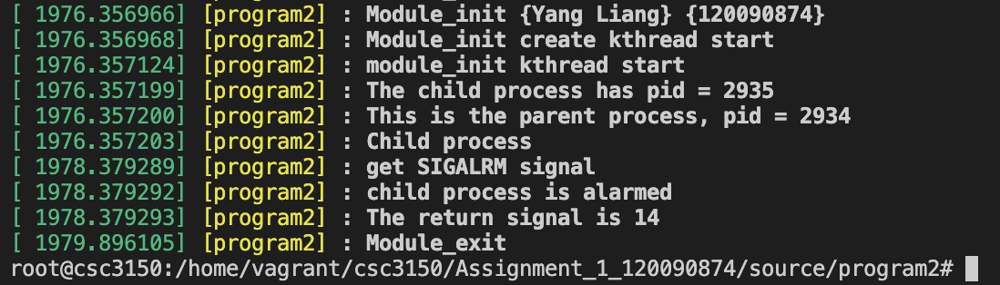 [ 1976.356966] [program2] : Module_init {Yang Liang} {120090874}
[ 1976.356968] [program2] : Module_init create kthread start
[ 1976.357124] [program2] : module_init kthread start
[ 1976.357199] [program2] : The child process has pid = 2935
[ 1976.357200] [program2] : This is the parent process, pid = 2934
[ 1976.357203] [program2] : Child process
[ 1978.379289] [program2] : get SIGALRM signal
[ 1978.379292] [program2] : child process is alarmed
[ 1978.379293] [program2] : The return signal is 14
[ 1979.896105] [program2] : Module_exit
root@csc3150:/home/vagrant/csc3150/Assignment_1_120090874/source/program2#